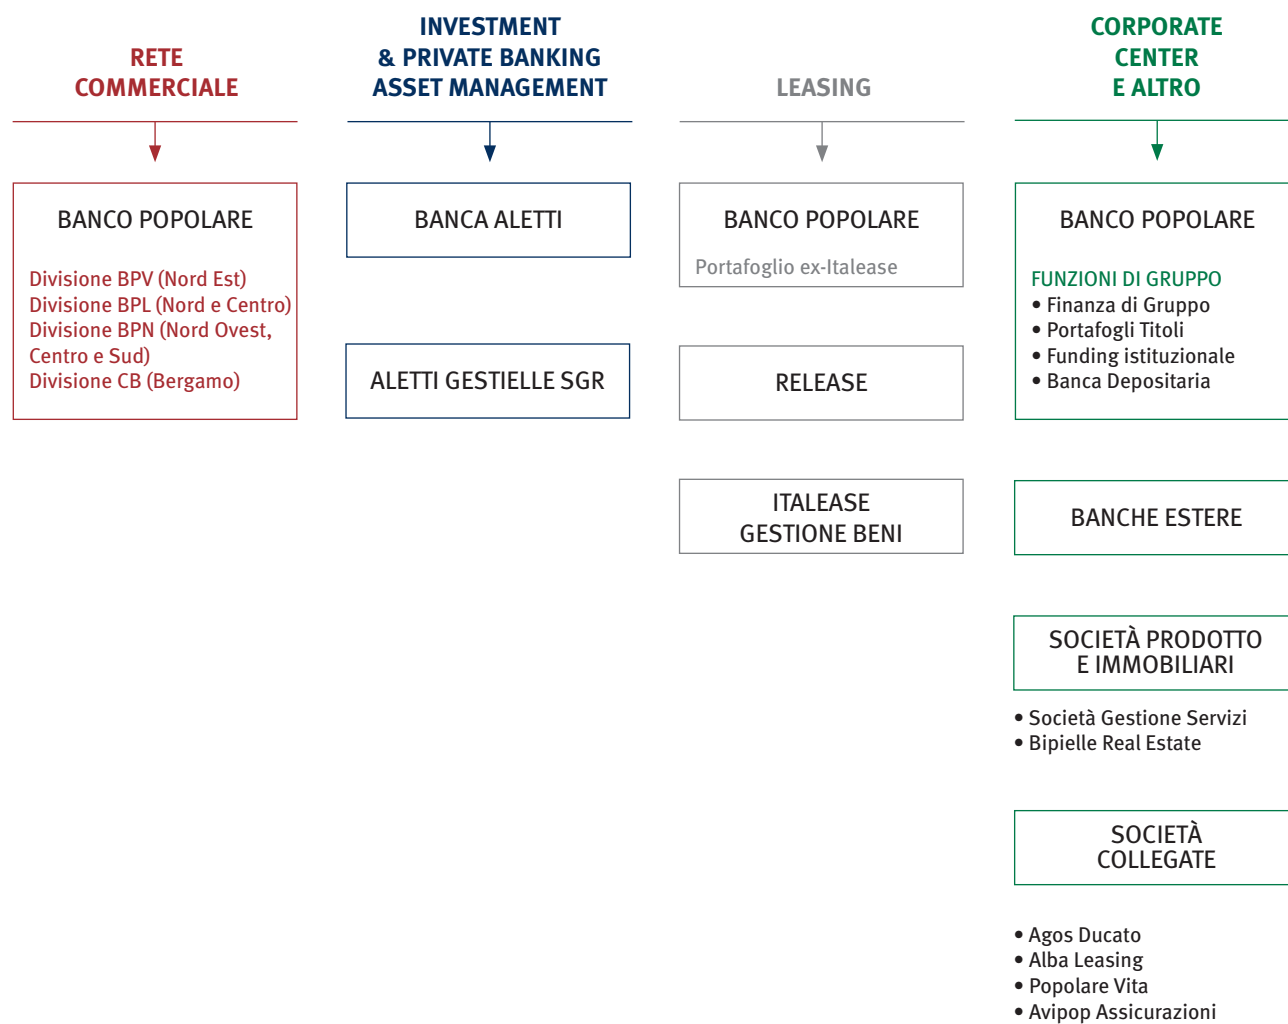 RETE
COMMERCIALE
BANCO POPOLARE
Divisione BPV (Nord Est)
Divisione BPL (Nord e Centro)
Divisione BPN (Nord Ovest,
Centro e Sud)
Divisione CB (Bergamo)
INVESTMENT
& PRIVATE BANKING
ASSET MANAGEMENT
BANCA ALETTI
ALETTI GESTIELLE SGR
LEASING
BANCO POPOLARE
Portafoglio ex-Italease
RELEASE
ITALEASE
GESTIONE BENI
CORPORATE
CENTER
E ALTRO
BANCO POPOLARE
FUNZIONI DI GRUPPO
• Finanza di Gruppo
• Portafogli Titoli
• Funding istituzionale
• Banca Depositaria
BANCHE ESTERE
SOCIETÀ PRODOTTO
E IMMOBILIARI
• Società Gestione Servizi
• Bipielle Real Estate
SOCIETÀ
COLLEGATE
• Agos Ducato
• Alba Leasing
• Popolare Vita
• Avipop Assicurazioni